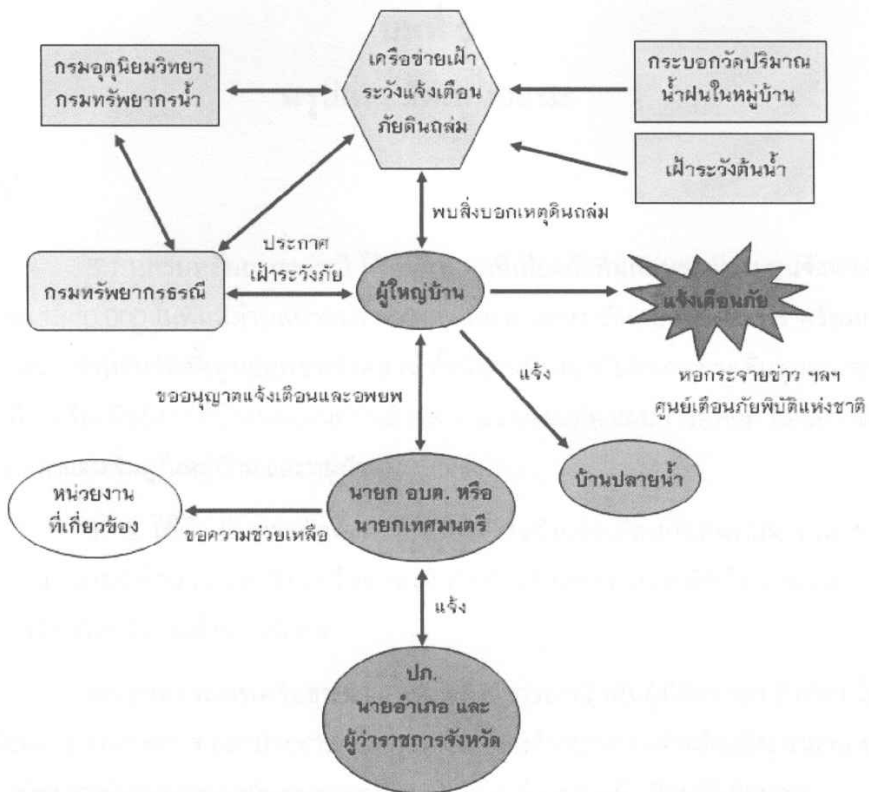 กรมอุตุนิยมวิทยา
กรมทรัพยากรน้ำ
เครือข่ายเฝ้า
ระวังแจ้งเตือน
ภัยดินถล่ม
กระบอกวัดปริมาณ
น้ำฝนในหมู่บ้าน
เฝ้าระวังต้นน้ำ
พบสิ่งบอกเหตุดินถล่ม
ประกาศ
เฝ้าระวังภัย
กรมทรัพยากรธรณี
ผู้ใหญ่บ้าน
แจ้งเตือนภัย
หอกระจายข่าว ฯลฯ
ศูนย์เตือนภัยพิบัติแห่งชาติ
ขออนุญาตแจ้งเตือนและอพยพ
แจ้ง
บ้านปลายน้ำ
หน่วยงาน
ที่เกี่ยวข้อง
ขอความช่วยเหลือ
นายก อบต. หรือ
นายกเทศมนตรี
แจ้ง
ปภ.
นายอำเภอ และ
ผู้ว่าราชการจังหวัด